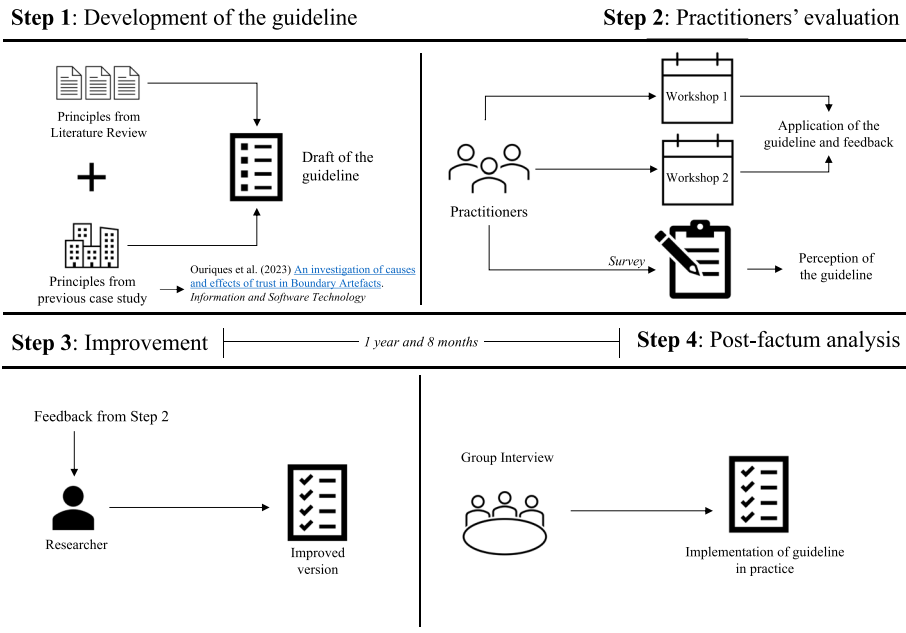 Step 1: Development of the guideline
Step 2: Practitioners' evaluation
Principles from
Literature Review
Draft of the
guideline
Principles from
previous case study
Ouriques et al. (2023) An investigation of causes
and effects of trust in Boundary Artefacts.
Information and Software Technology
Workshop 1
Workshop 2
Application of the
guideline and feedback
Practitioners
Survey
Perception of
the guideline
Step 3: Improvement
1 year and 8 months
Step 4: Post-factum analysis
Feedback from Step 2
Researcher
Improved
version
Group Interview
Implementation of guideline
in practice